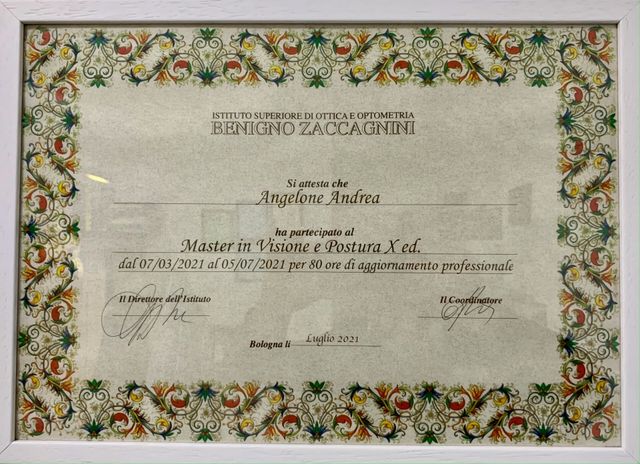 ISTITUTO SUPERIORE DI OTTICA E OPTOMETRIA
BENIGNO ZACCAGNINI
Si attesta che
Angelone Andrea
ha partecipato al
Master in Visione e Postura X ed.
dal 07/03/2021 al 05/07/2021 per 80 ore di aggiornamento professionale
Il Direttore dell'Istituto
Il Coordinatore
Bologna li Luglio 2021